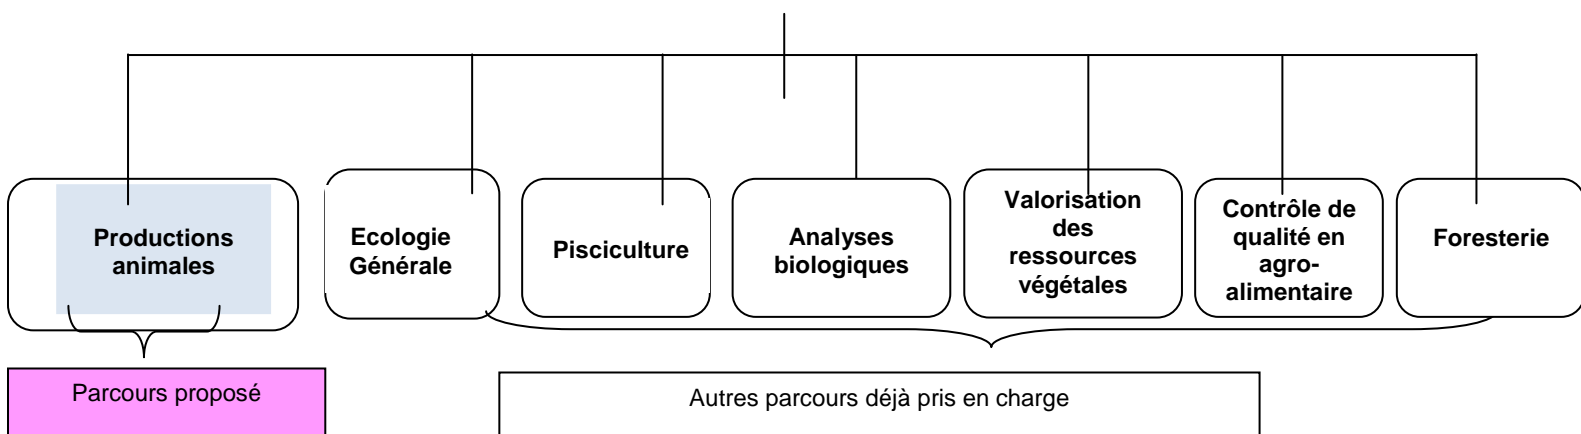 Productions
animales
Ecologie
Générale
Pisciculture
Analyses
biologiques
Valorisation
des
ressources
végétales
Contrôle de
qualité en
agro-
alimentaire
Foresterie
Parcours proposé
Autres parcours déjà pris en charge